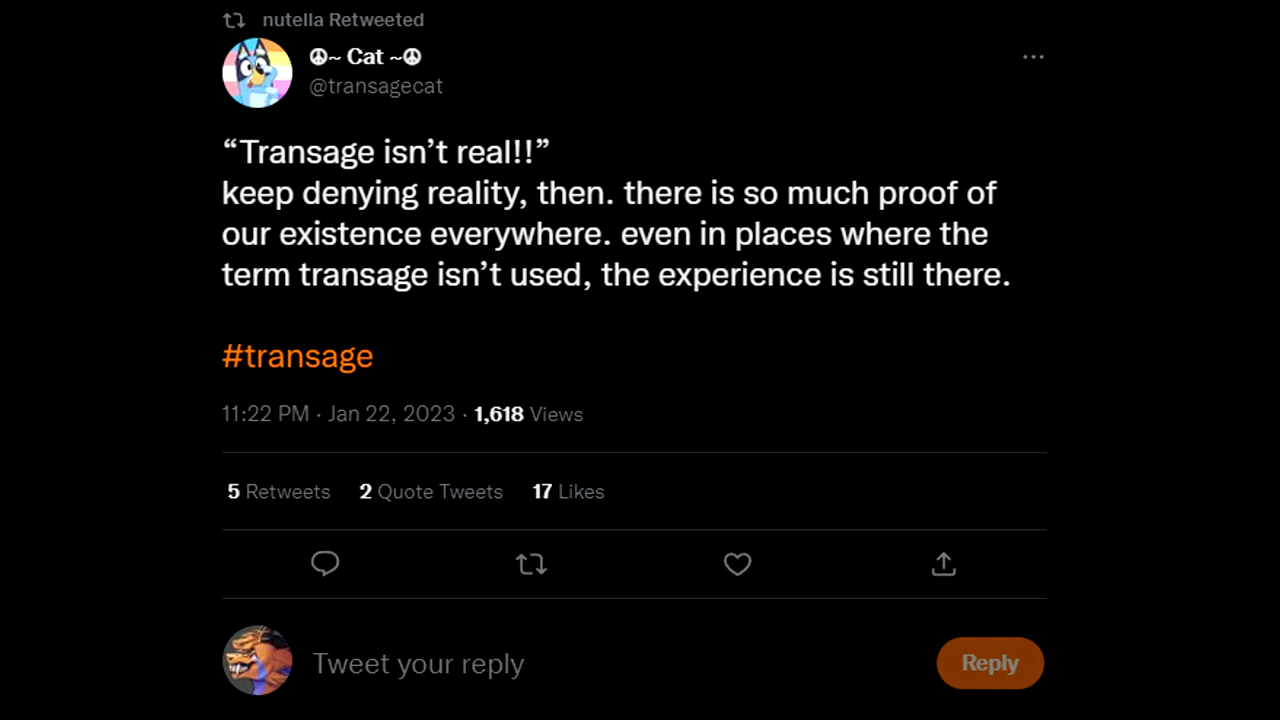 nutella Retweeted
☮~ Cat ~☮
@transagecat
“Transage isn’t real!!”
keep denying reality, then. there is so much proof of
our existence everywhere. even in places where the
term transage isn’t used, the experience is still there.
#transage
11:22 PM · Jan 22, 2023 · 1,618 Views
5 Retweets 2 Quote Tweets 17 Likes
Tweet your reply
Reply